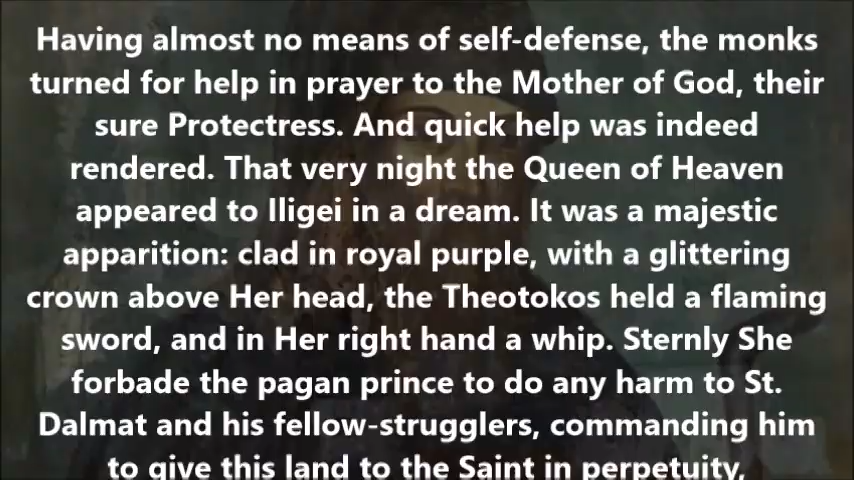 Having almost no means of self-defense, the monks
turned for help in prayer to the Mother of God, their
sure Protectress. And quick help was indeed
rendered. That very night the Queen of Heaven
appeared to Iligei in a dream. It was a majestic
apparition: clad in royal purple, with a glittering
crown above Her head, the Theotokos held a flaming
sword, and in Her right hand a whip. Sternly She
forbade the pagan prince to do any harm to St.
Dalmat and his fellow-strugglers, commanding him
to give this land to the Saint in perpetuity,